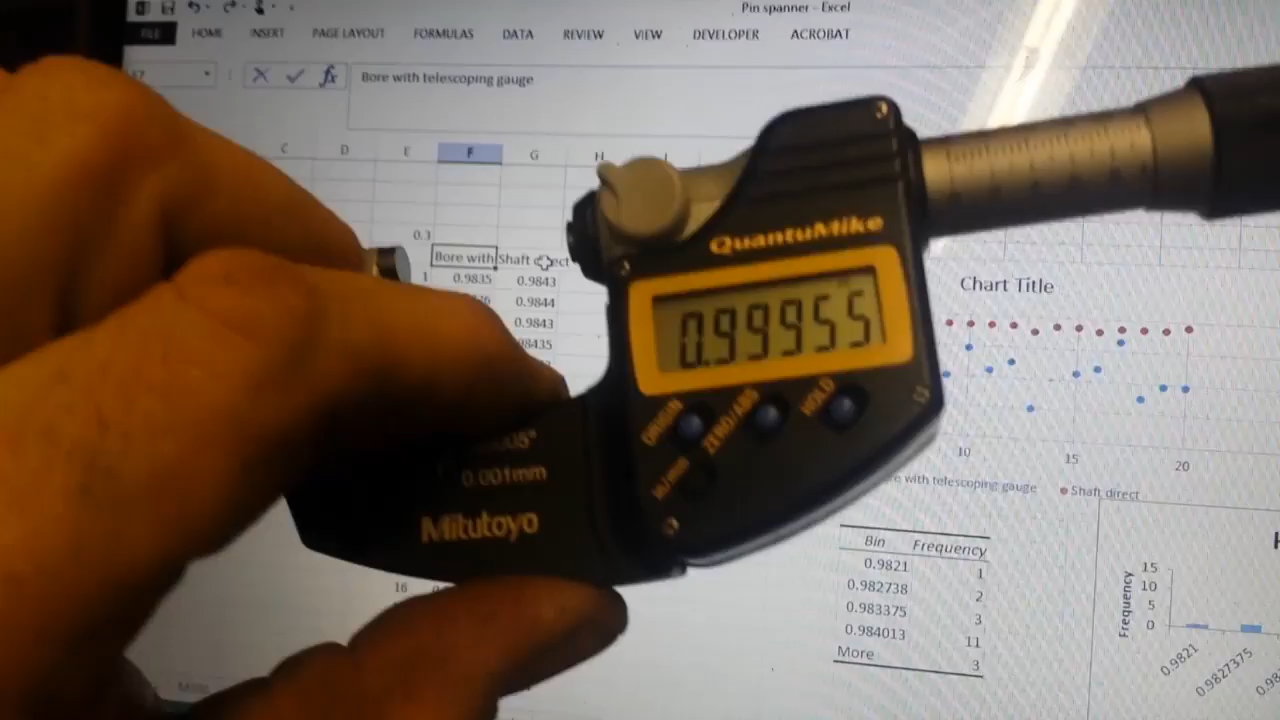 Pin spanner - Excel
FILE HOME INSERT PAGE LAYOUT FORMULAS DATA REVIEW VIEW DEVELOPER ACROBAT
Bore with telescoping gauge
C D E F G H
0.3
Bore with Shaft
1 0.9835 0.9843
0.9844
0.9843
98435
16
QuantuMike
0.99955
ORIGIN ZERO/ABS HOLD
in/mm
0.001mm
Mitutoyo
Chart Title
10 15 20
with telescoping gauge Shaft direct
Bin Frequency
0.9821 1
0.982738 2
0.983375 3
0.984013 11
More 3
Frequency
15
10
5
0
0.9821
0.9827375